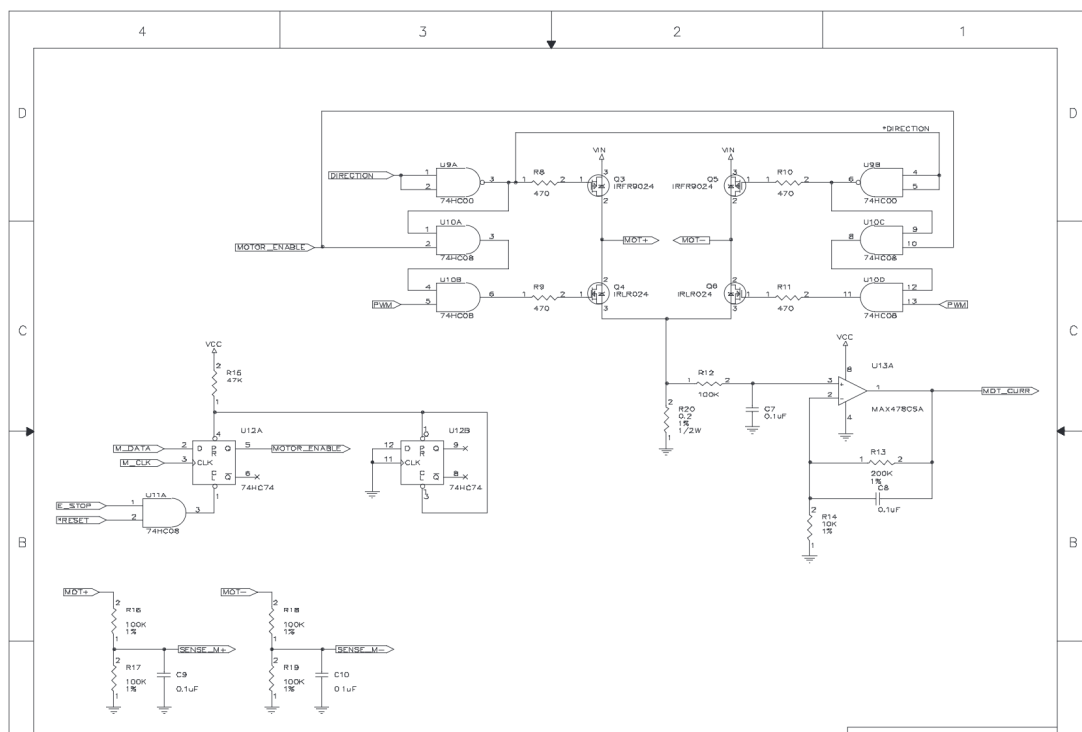 4 3 2 1
D D
*DIRECTION
VIN VIN
U9A R8 Q3 Q5 R10 U9B
DIRECTION 1 2 3 1 2 1 3 2 IRFR9024 IRFR9024 3 2 1 1 2 6 4 5
74HC00 470 470 74HC00
U10A U10C
MOTOR_ENABLE 1 2 3 MOT+ MOT- 8 9 10
74HC08 74HC08
U10B R9 Q4 Q6 R11 U10D
PWM 4 5 6 1 2 1 2 3 IRLR024 IRLR024 2 3 1 1 2 11 12 13 PWM
74HC08 470 470 74HC08
C C
VCC VCC
2 R15 1
47K
8 U13A
R12
1 2 3 + 1 MOT_CURR
100K 2 -
MAX478CSA
4
2 R20 1
0.2
1%
1/2W
C7
0.1uF
4 U12A 1 U12B
M_DATA 2 D PR Q 5 MOTOR_ENABLE 12 D PR Q 9
M_CLK 3 CLK 11 CLK
CL Q 6 CL Q 8
74HC74 74HC74
1 3
R13
1 2
200K
1%
C8
0.1uF
U11A
E_STOP 1 3
*RESET 2
74HC08
2 R14 1
10K
1%
B B
MOT+ MOT-
2 R16 1 2 R18 1
100K 100K
1% 1%
SENSE_M+ SENSE_M-
2 R17 1 C9 2 R19 1 C10
100K 100K
1% 0.1uF 1% 0.1uF